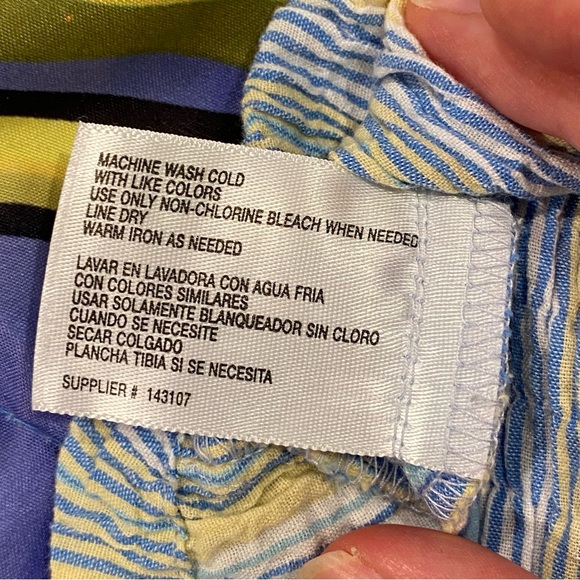 MACHINE WASH COLD
WITH LIKE COLORS
USE ONLY NON-CHLORINE BLEACH WHEN NEEDED
LINE DRY
WARM IRON AS NEEDED
LAVAR EN LAVADORA CON AGUA FRIA
CON COLORES SIMILARES
USAR SOLAMENTE BLANQUEADOR SIN CLORO
CUANDO SE NECESITE
SECAR COLGADO
PLANCHA TIBIA SI SE NECESITA
SUPPLIER # 143107